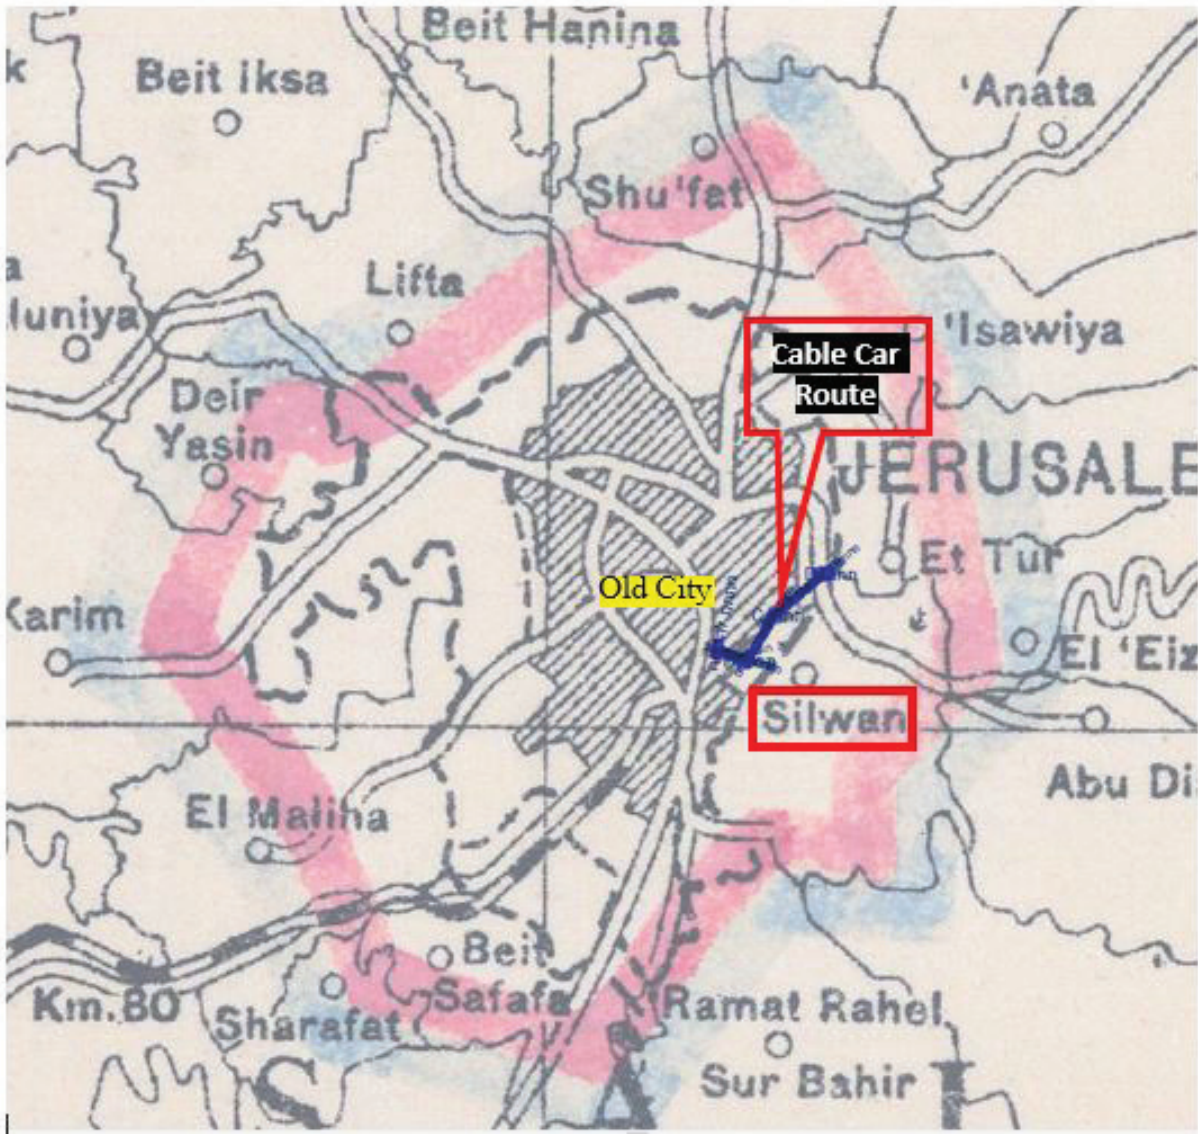 Beit Hanina
k
Beit Iksa
'Anata
Shu'fat
a
Lifta
luniya
'Isawiya
Cable Car
Route
Deir
Yasin
JERUSALE
Et Tur
Old City
Karim
El 'Eiz
Silwan
Abu Di
El Maliha
Beit
Safafa
Km.80
Sharafat
Ramat Rahel
Sur Bahir
S
A
I